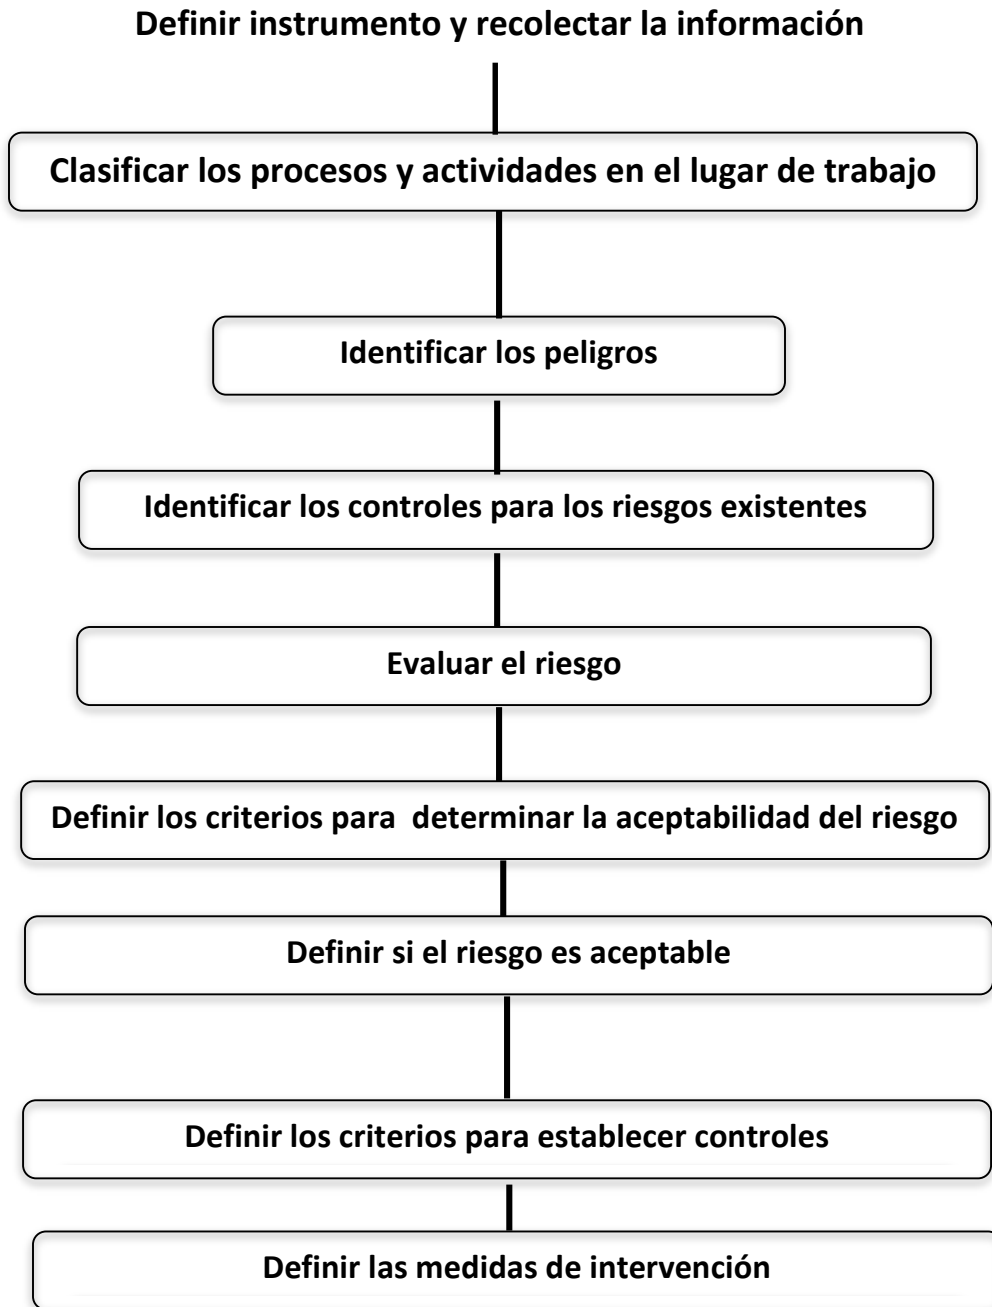 Definir instrumento y recolectar la información
Clasificar los procesos y actividades en el lugar de trabajo
Identificar los peligros
Identificar los controles para los riesgos existentes
Evaluar el riesgo
Definir los criterios para  determinar la aceptabilidad del riesgo
Definir si el riesgo es aceptable
Definir los criterios para establecer controles
Definir las medidas de intervención